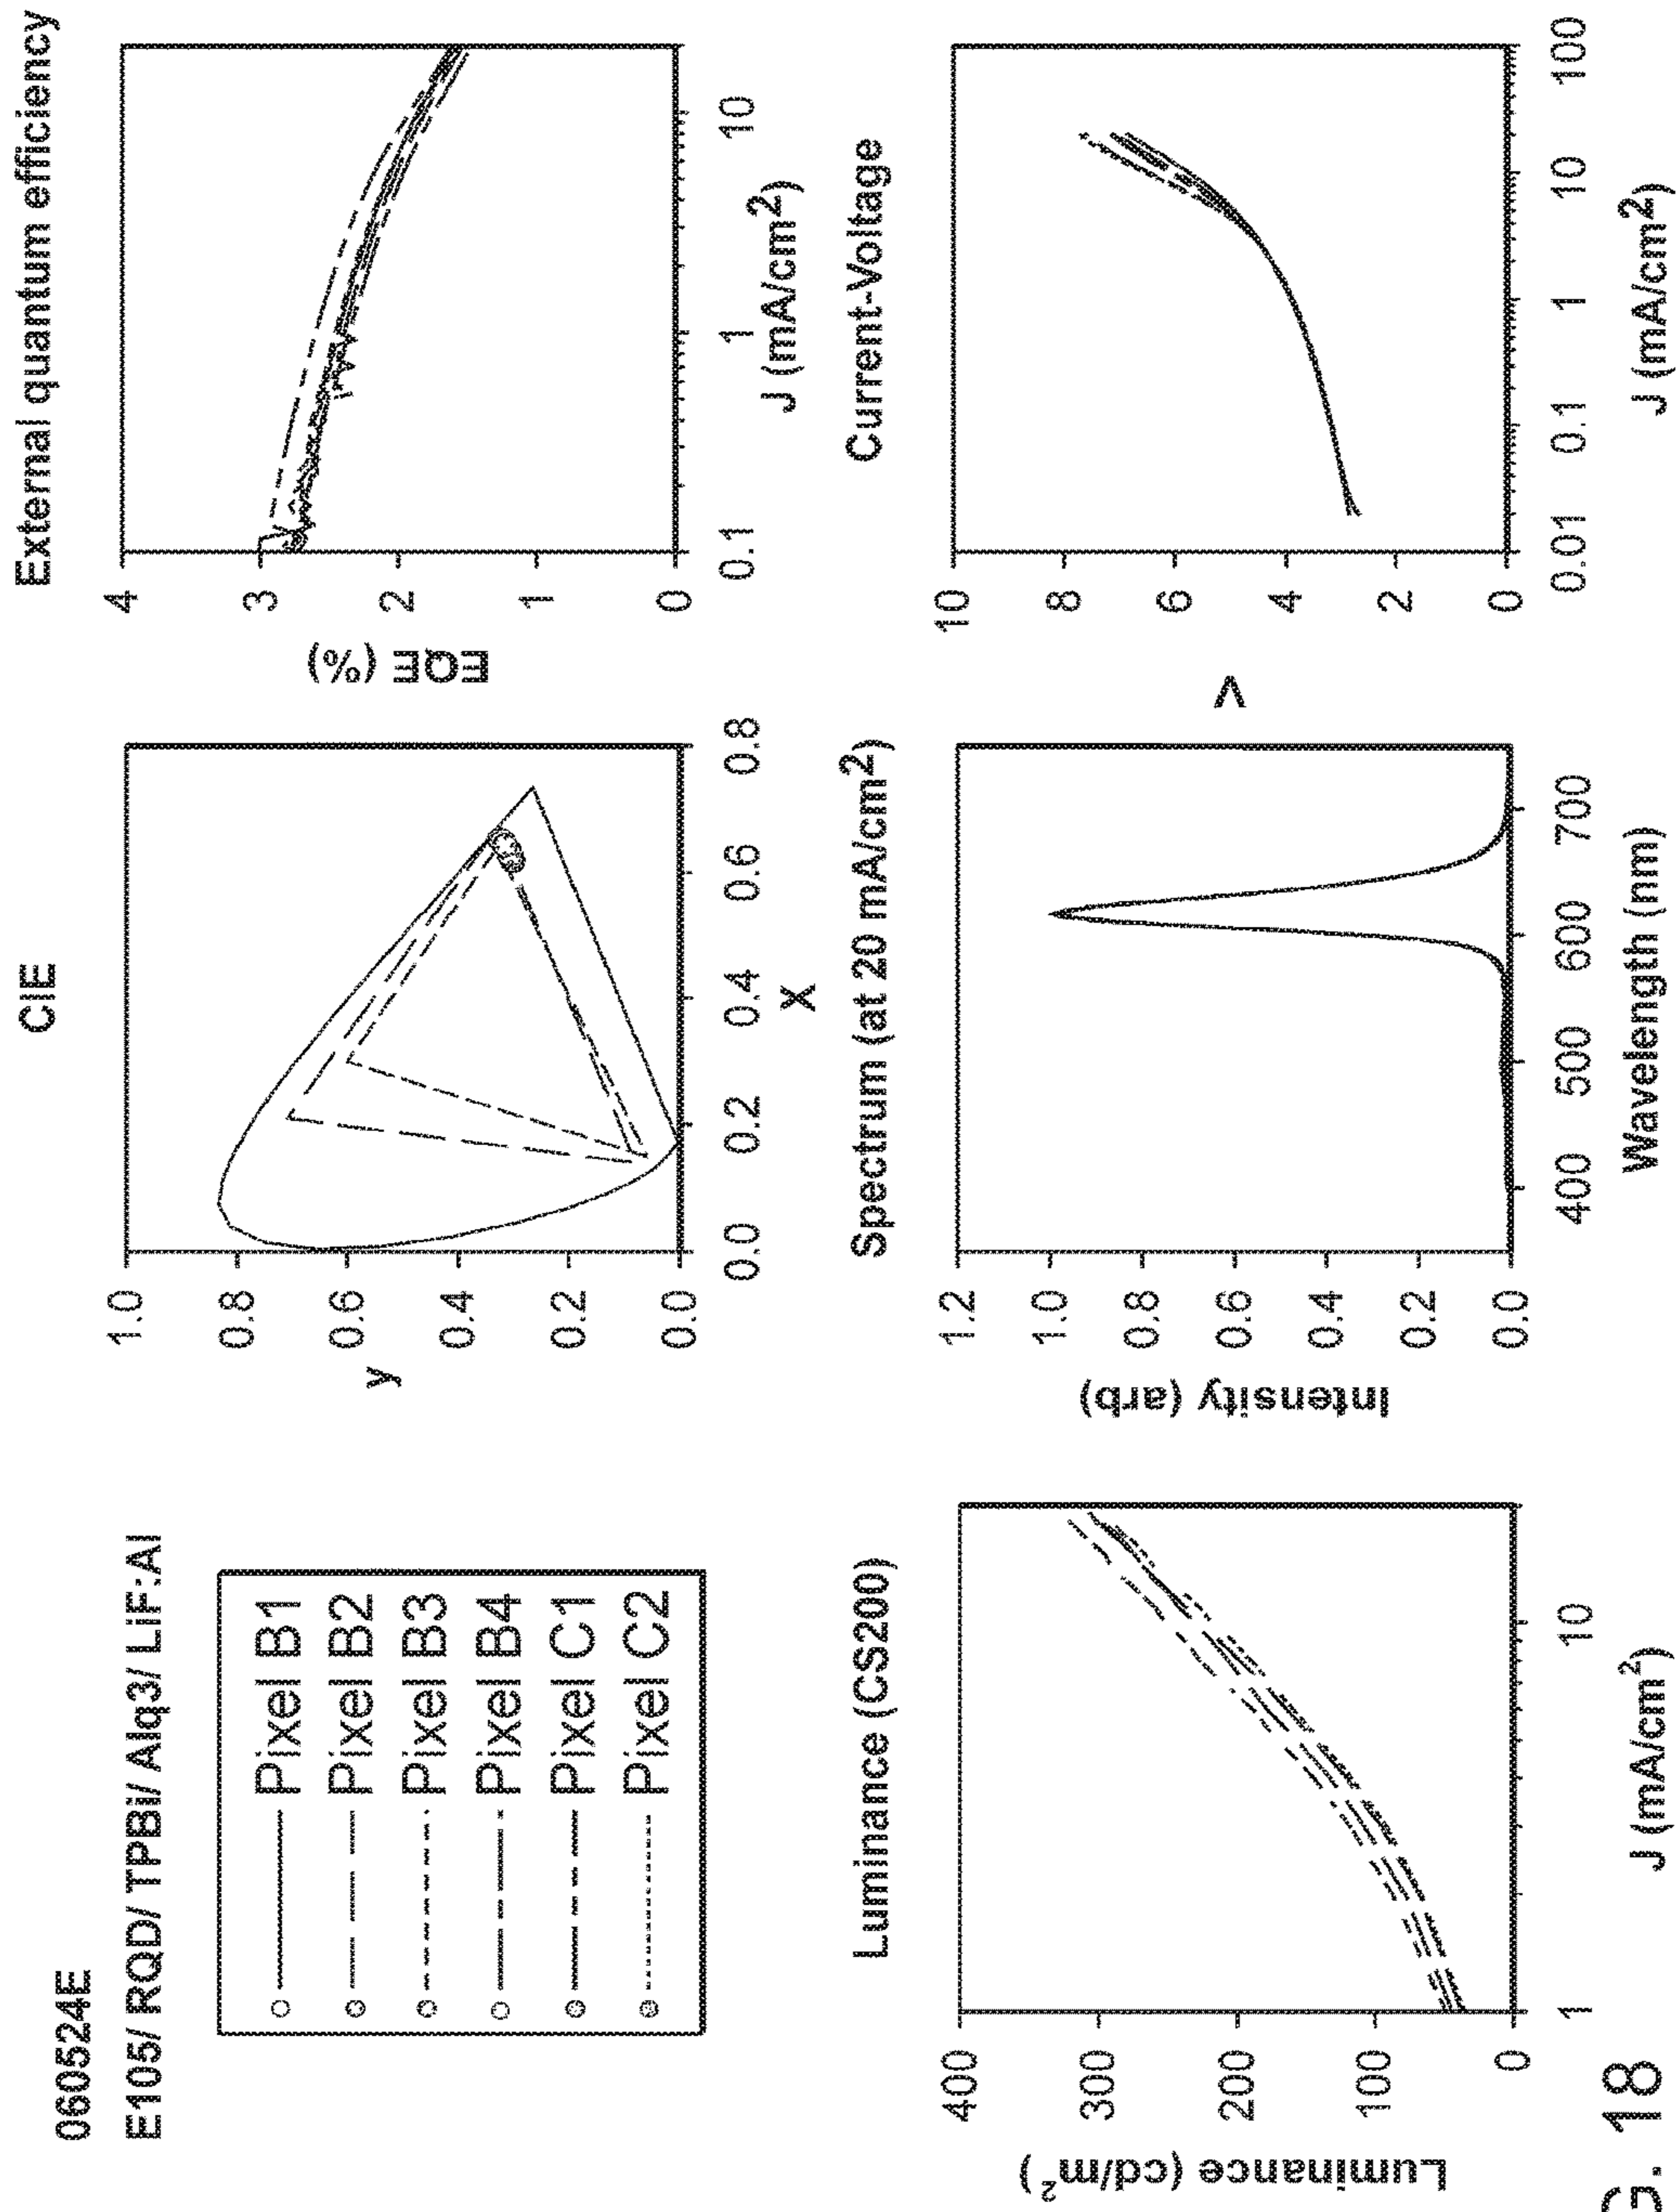 060524E
E105/ RQD/ TPBi/ Alq3/ LiF:Al
Pixel B1
Pixel B2
Pixel B3
Pixel B4
Pixel C1
Pixel C2
CIE
y
1.0
0.8
0.6
0.4
0.2
0.0
0.0 0.2 0.4 0.6 0.8
X
External quantum efficiency
EQE (%)
4
3
2
1
0
0.1 1 10
J (mA/cm²)
Luminance (CS200)
Luminance (cd/m²)
400
300
200
100
0
1 10
J (mA/cm²)
Spectrum (at 20 mA/cm²)
Intensity (arb)
1.2
1.0
0.8
0.6
0.4
0.2
0.0
400 500 600 700
Wavelength (nm)
Current-Voltage
V
10
8
6
4
2
0
0.01 0.1 1 10 100
J (mA/cm²)
G. 18